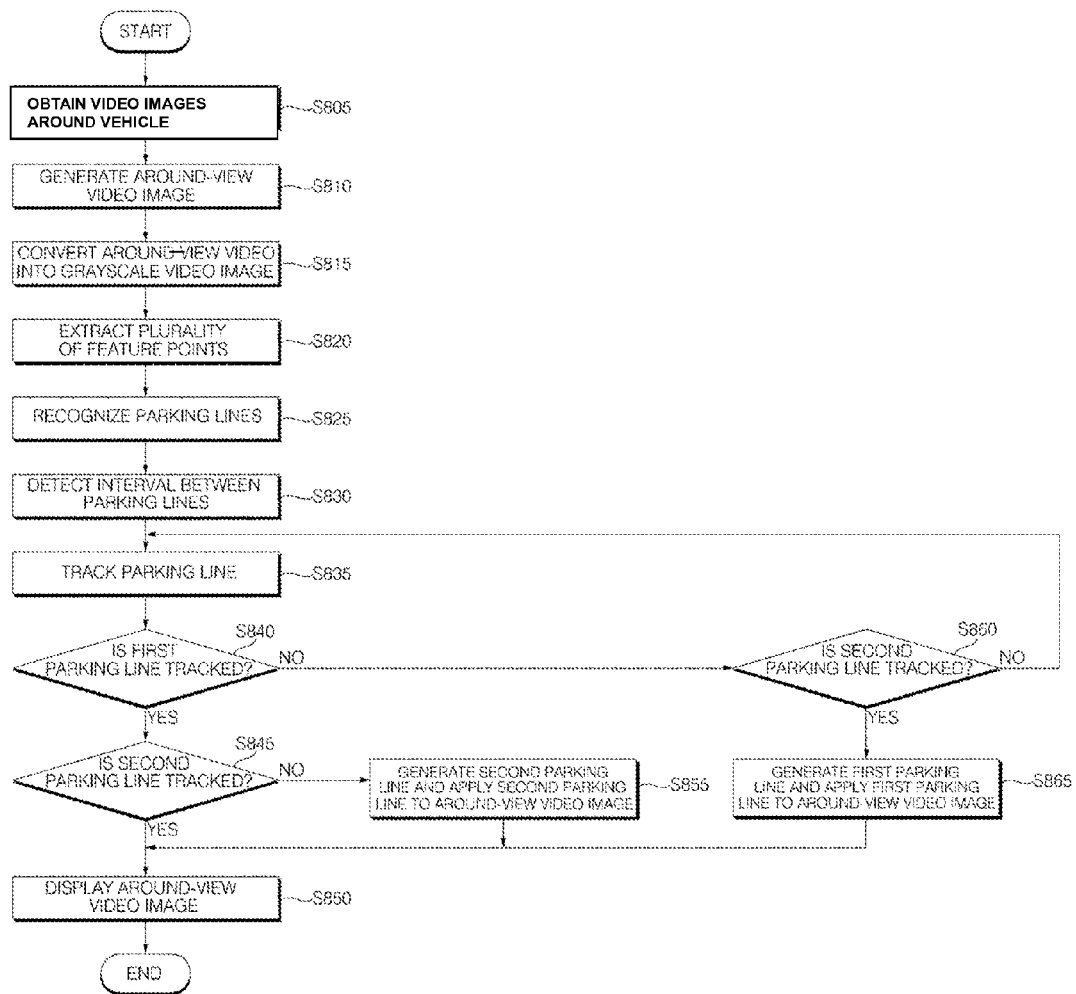 START
OBTAIN VIDEO IMAGES
AROUND VEHICLE
S805
GENERATE AROUND-VIEW
VIDEO IMAGE
S810
CONVERT AROUND-VIEW VIDEO
INTO GRAYSCALE VIDEO IMAGE
S815
EXTRACT PLURALITY
OF FEATURE POINTS
S820
RECOGNIZE PARKING LINES
S825
DETECT INTERVAL BETWEEN
PARKING LINES
S830
TRACK PARKING LINE
S835
IS FIRST
PARKING LINE TRACKED?
S840
NO
YES
IS SECOND
PARKING LINE TRACKED?
S860
NO
YES
IS SECOND
PARKING LINE TRACKED?
S845
NO
YES
GENERATE SECOND PARKING
LINE AND APPLY SECOND PARKING
LINE TO AROUND-VIEW VIDEO IMAGE
S855
GENERATE FIRST PARKING
LINE AND APPLY FIRST PARKING
LINE TO AROUND-VIEW VIDEO IMAGE
S865
DISPLAY AROUND-VIEW
VIDEO IMAGE
S850
END